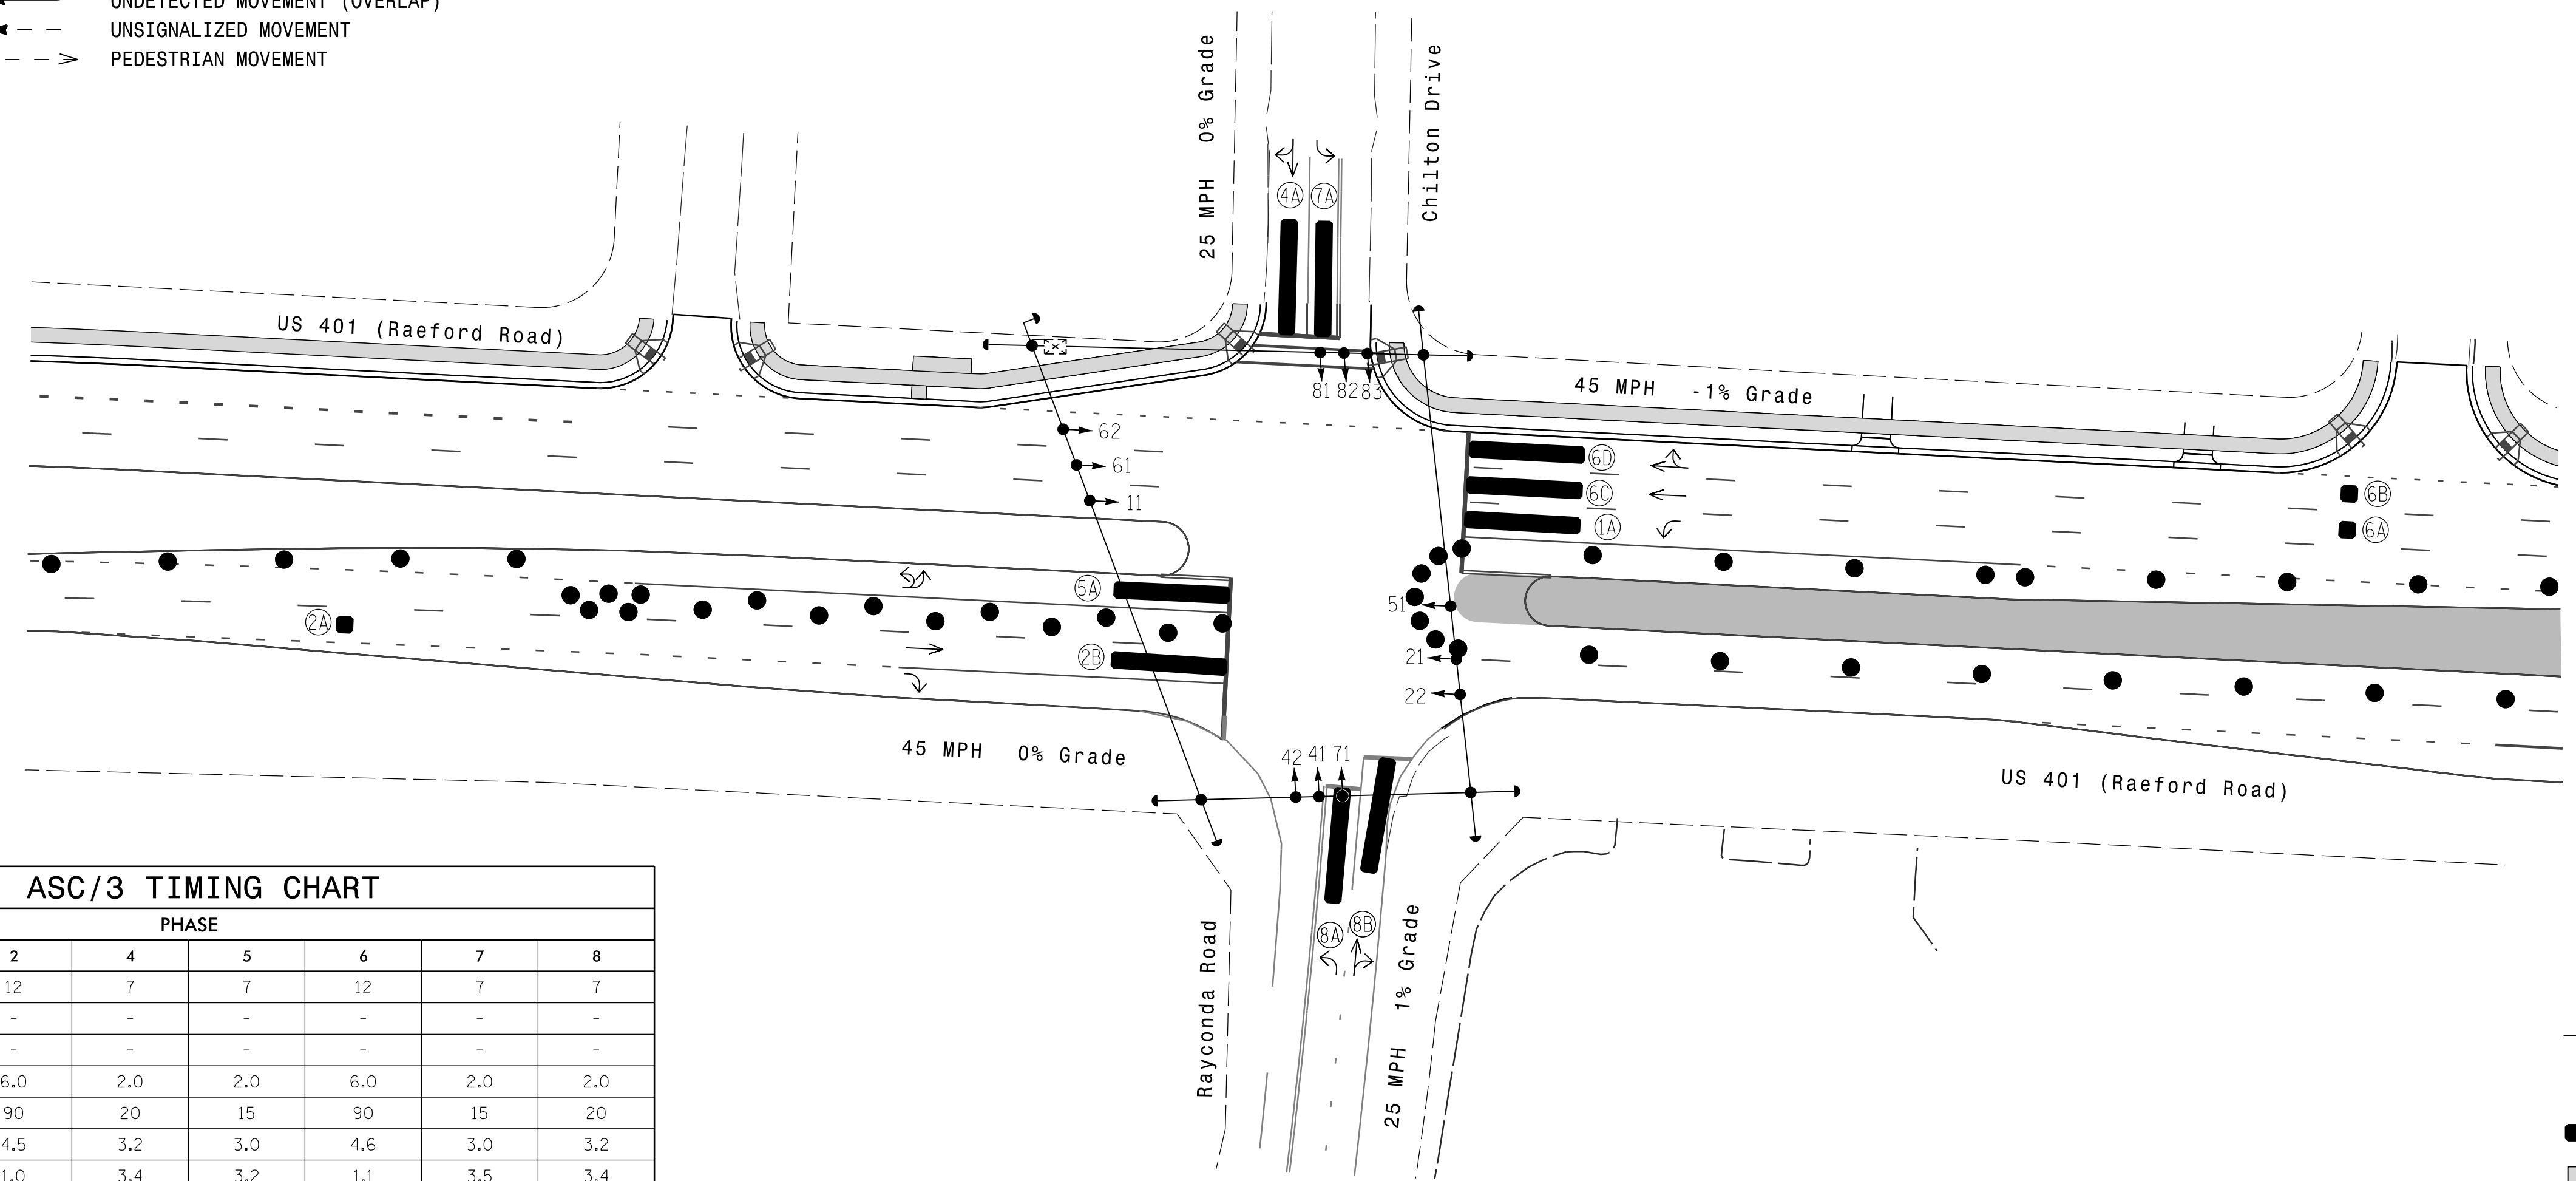 UNDETECTED MOVEMENT (OVERLAP)
UNSIGNALIZED MOVEMENT
PEDESTRIAN MOVEMENT
25 MPH 0% Grade
Chilton Drive
4A 7A
US 401 (Raeford Road)
45 MPH -1% Grade
81 82 83
62
61
11
6D
6C
1A
6B
6A
5A
2A
2B
51
21
22
45 MPH 0% Grade
42 41 71
US 401 (Raeford Road)
8A 8B
Rayconda Road
25 MPH 1% Grade
ASC/3 TIMING CHART
PHASE
2 4 5 6 7 8
12 7 7 12 7 7
- - - - - -
- - - - - -
6.0 2.0 2.0 6.0 2.0 2.0
90 20 15 90 15 20
4.5 3.2 3.0 4.6 3.0 3.2
1.0 3.4 3.2 1.1 3.5 3.4